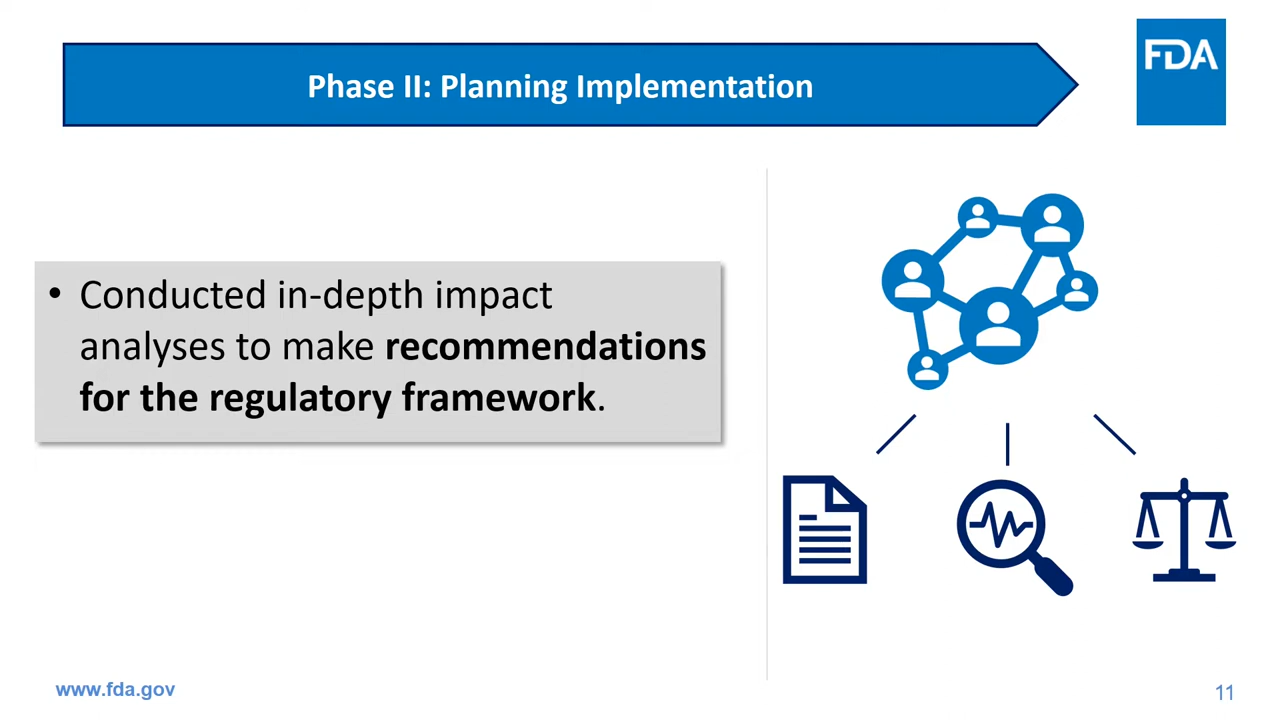 Phase II: Planning Implementation
FDA
• Conducted in-depth impact
analyses to make recommendations
for the regulatory framework.
www.fda.gov
11